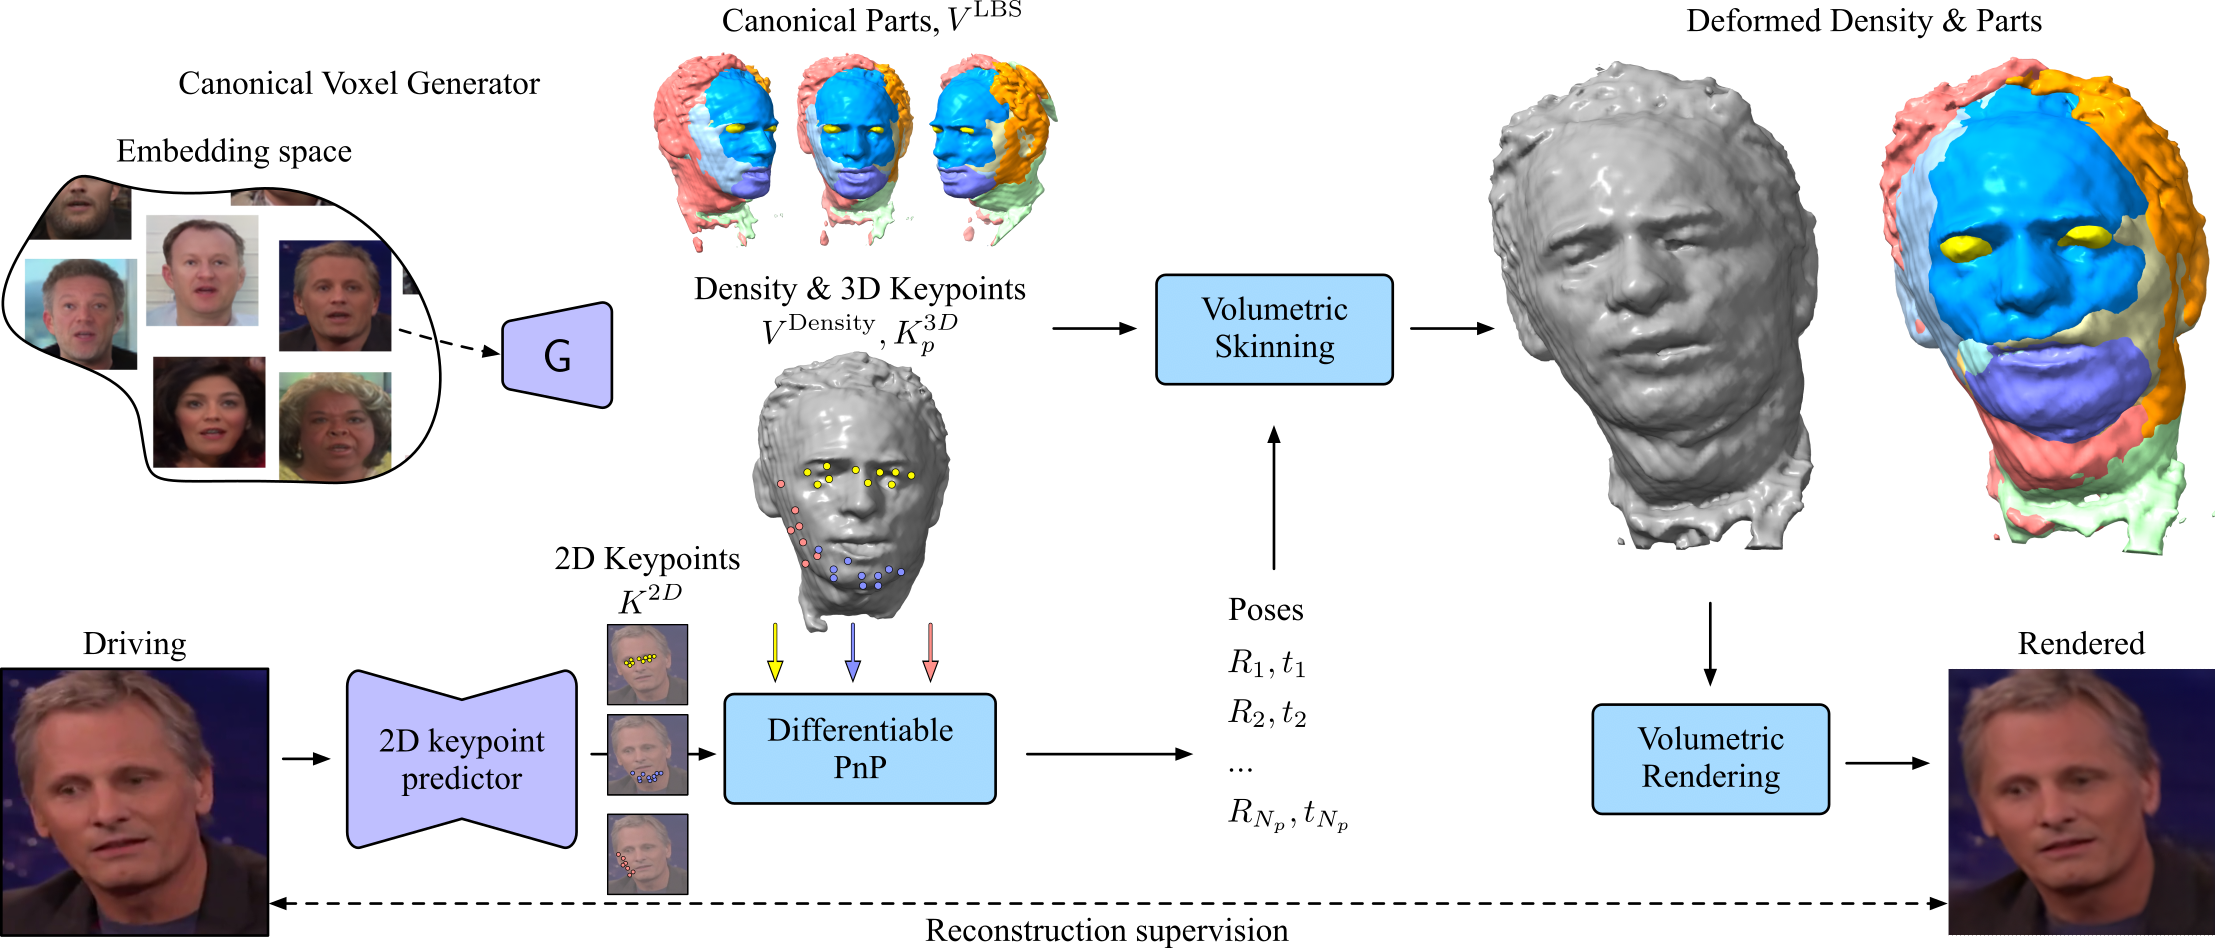 Canonical Parts, V^LBS
Deformed Density & Parts
Canonical Voxel Generator
Embedding space
G
Density & 3D Keypoints
V^Density, K_p^3D
Volumetric
Skinning
2D Keypoints
K^2D
Driving
2D keypoint
predictor
Differentiable
PnP
Poses
R_1, t_1
R_2, t_2
...
R_{N_p}, t_{N_p}
Volumetric
Rendering
Rendered
Reconstruction supervision